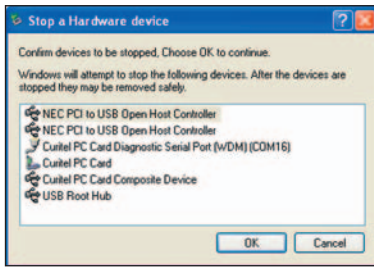 Stop a Hardware device
Confirm devices to be stopped, Choose OK to continue.
Windows will attempt to stop the following devices. After the devices are
stopped they may be removed safely.
NEC PCI to USB Open Host Controller
NEC PCI to USB Open Host Controller
Curitel PC Card Diagnostic Serial Port (WDM) (COM16)
Curitel PC Card
Curitel PC Card Composite Device
USB Root Hub
OK Cancel